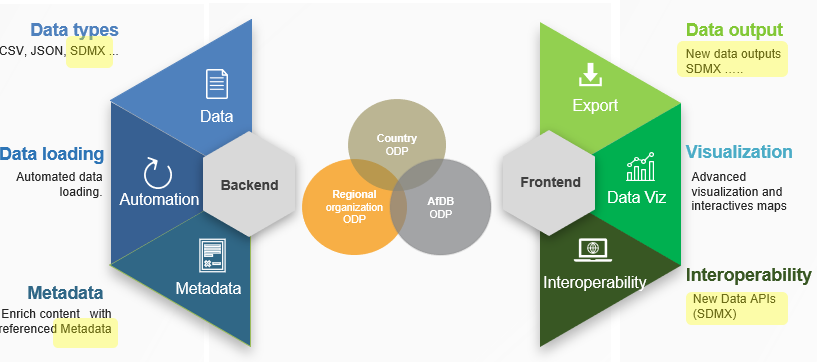 Data types
CSV, JSON, SDMX ...
Data
Data loading
Automated data
loading.
Automation
Backend
Metadata
Enrich content with
referenced Metadata
Metadata
Country
ODP
Regional
organization
ODP
AfDB
ODP
Frontend
Export
Data Viz
Interoperability
Data output
New data outputs
SDMX .....
Visualization
Advanced
visualization and
interactives maps
Interoperability
New Data APIs
(SDMX)